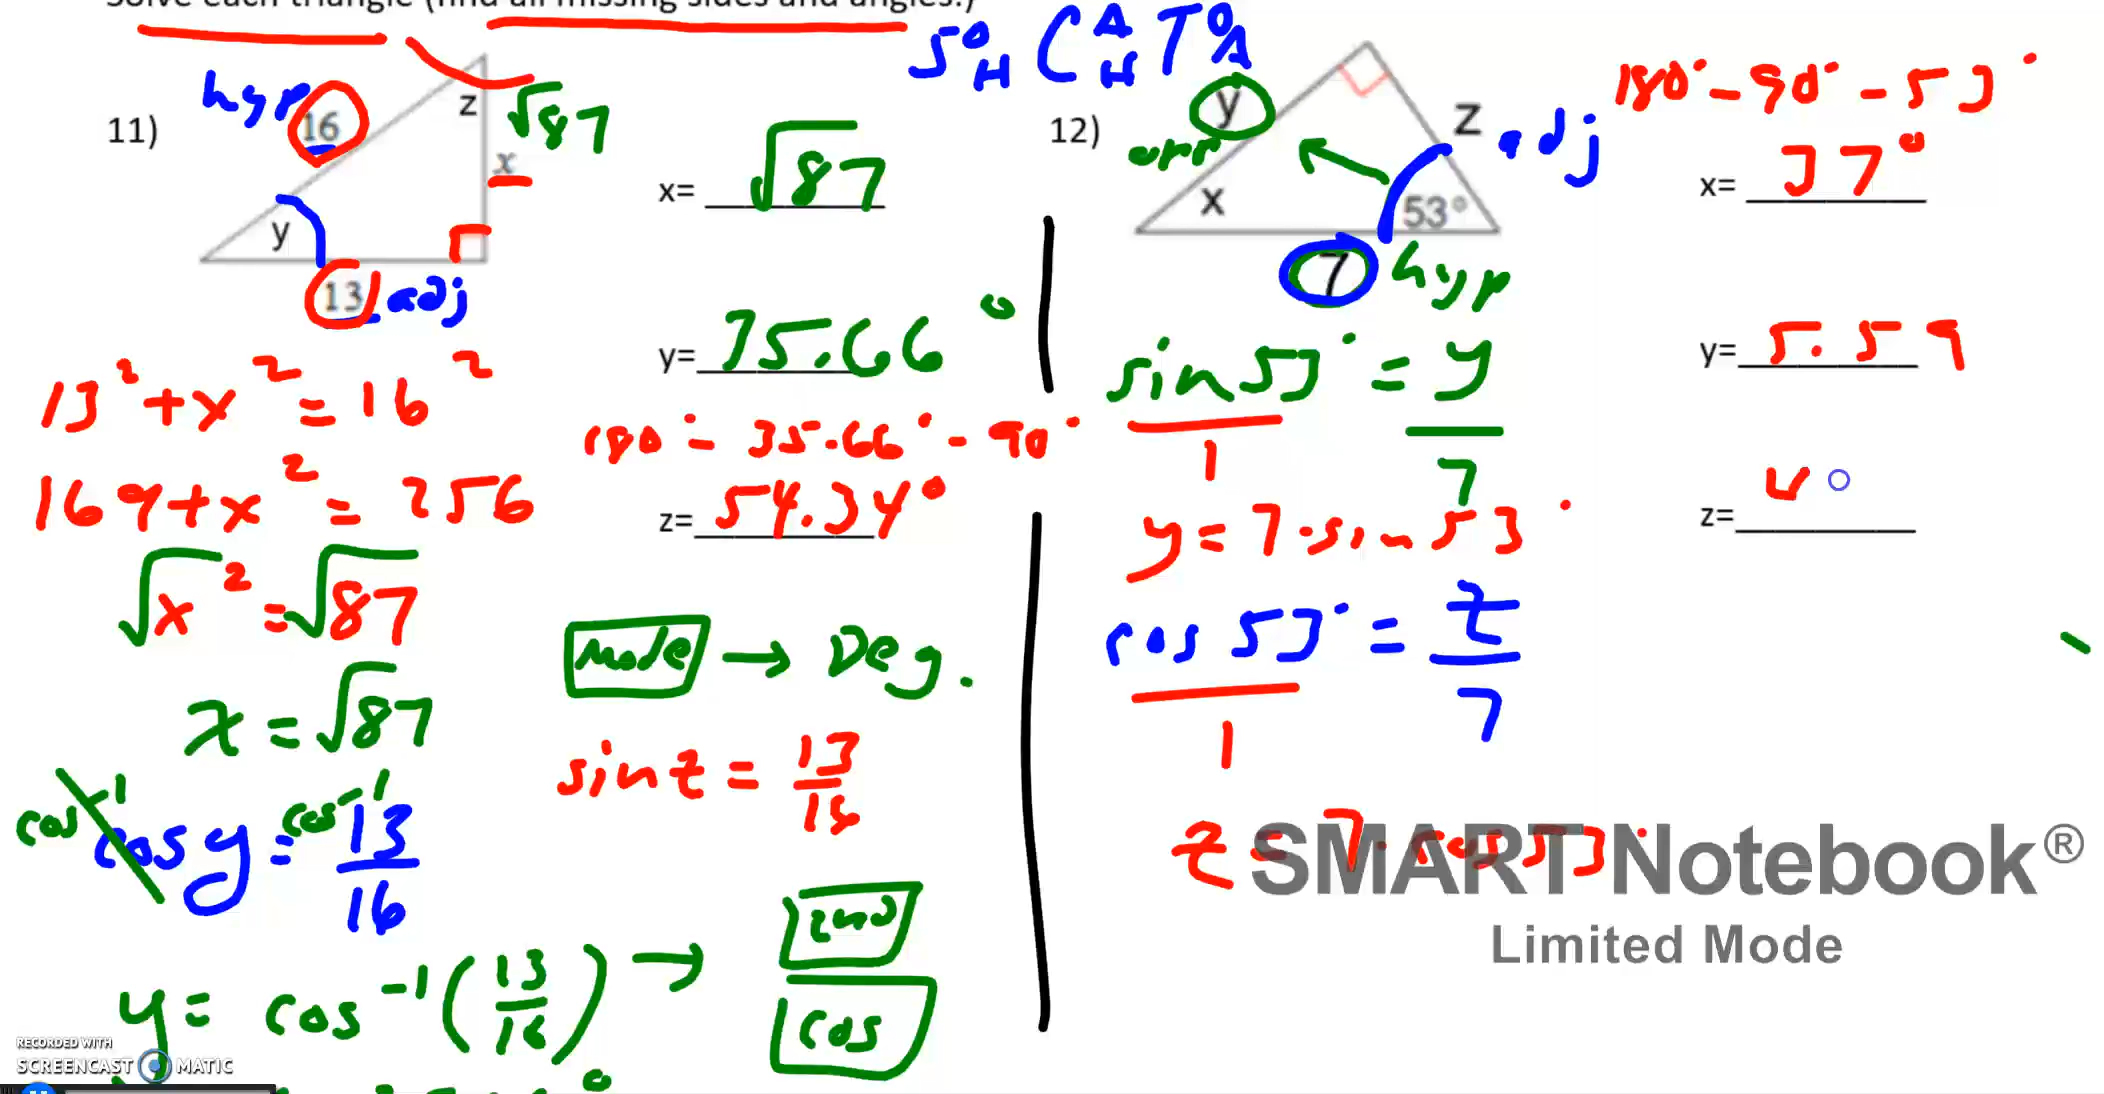 Solve each triangle (find all missing sides and angles.)
11)
hyp
16
z
√87
x
y
13
adj
x= √87
y= 35.66°
180° - 35.66° - 90°
z= 54.34°
13² + x² = 16²
169 + x² = 256
√x² = √87
x = √87
cos⁻¹ cos y = cos⁻¹ 13/16
y = cos⁻¹(13/16) →
2nd
cos
Mode → Deg.
sin z = 13/16
SOH CAH TOA
12)
y
opp
z
adj
x
53°
7
hyp
180° - 90° - 53°
x= 37°
y= 5.59
z= 4
sin 53° / 1 = y / 7
y = 7 · sin 53°
cos 53° / 1 = z / 7
z = 7 · cos 53°
SMART Notebook®
Limited Mode
RECORDED WITH
SCREENCAST MATIC